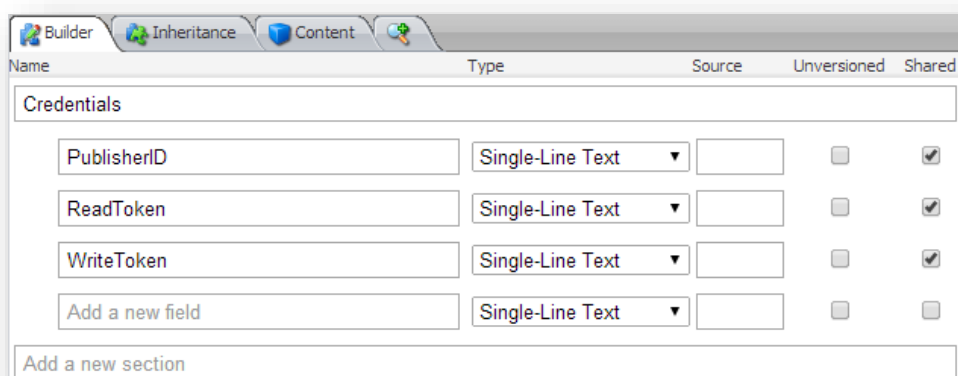 Builder Inheritance Content
Name Type Source Unversioned Shared
Credentials
PublisherID Single-Line Text
ReadToken Single-Line Text
WriteToken Single-Line Text
Add a new field Single-Line Text
Add a new section